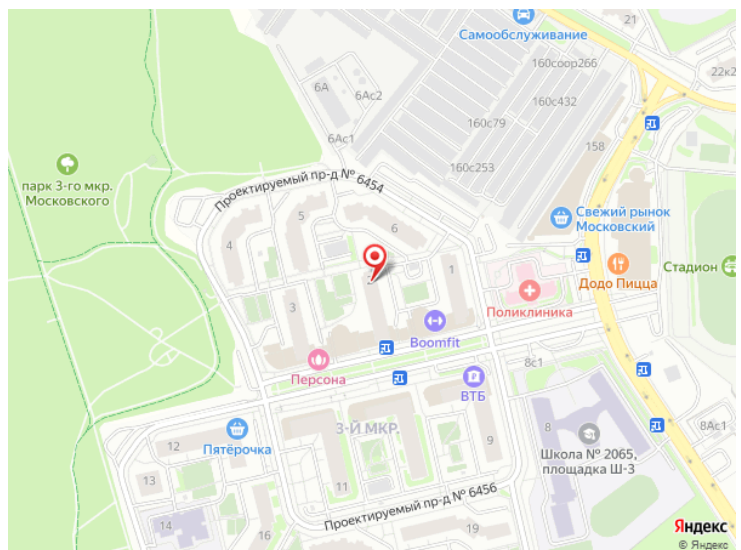 Самообслуживание
21
22к2
6А
6Ас2
160соор266
160с432
6Ас1
160с79
158
160с253
парк 3-го мкр.
Московского
Проектируемый пр-д № 6454
5
6
4
Свежий рынок
Московский
1
Додо Пицца
Стадион
3
Поликлиника
Boomfit
Персона
8с1
ВТБ
3-Й МКР.
12
Пятёрочка
9
8
8Ас1
Школа № 2065,
площадка Ш-3
13
11
14
Проектируемый пр-д № 6456
16
19
Яндекс
© Яндекс